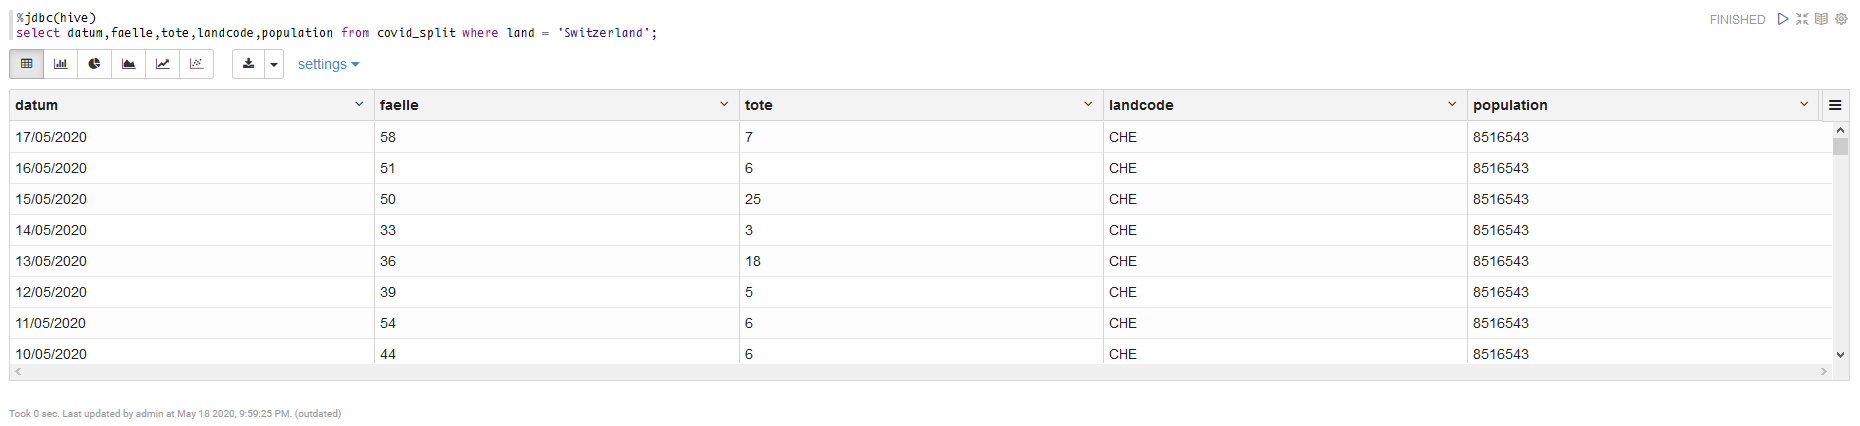 %jdbc(hive)
FINISHED
select datum,faelle,tote,landcode,population from covid_split where land = 'Switzerland';
settings
datum faelle tote landcode population
17/05/2020 58 7 CHE 8516543
16/05/2020 51 6 CHE 8516543
15/05/2020 50 25 CHE 8516543
14/05/2020 33 3 CHE 8516543
13/05/2020 36 18 CHE 8516543
12/05/2020 39 5 CHE 8516543
11/05/2020 54 6 CHE 8516543
10/05/2020 44 6 CHE 8516543
Took 0 sec. Last updated by admin at May 18 2020, 9:59:25 PM. (outdated)